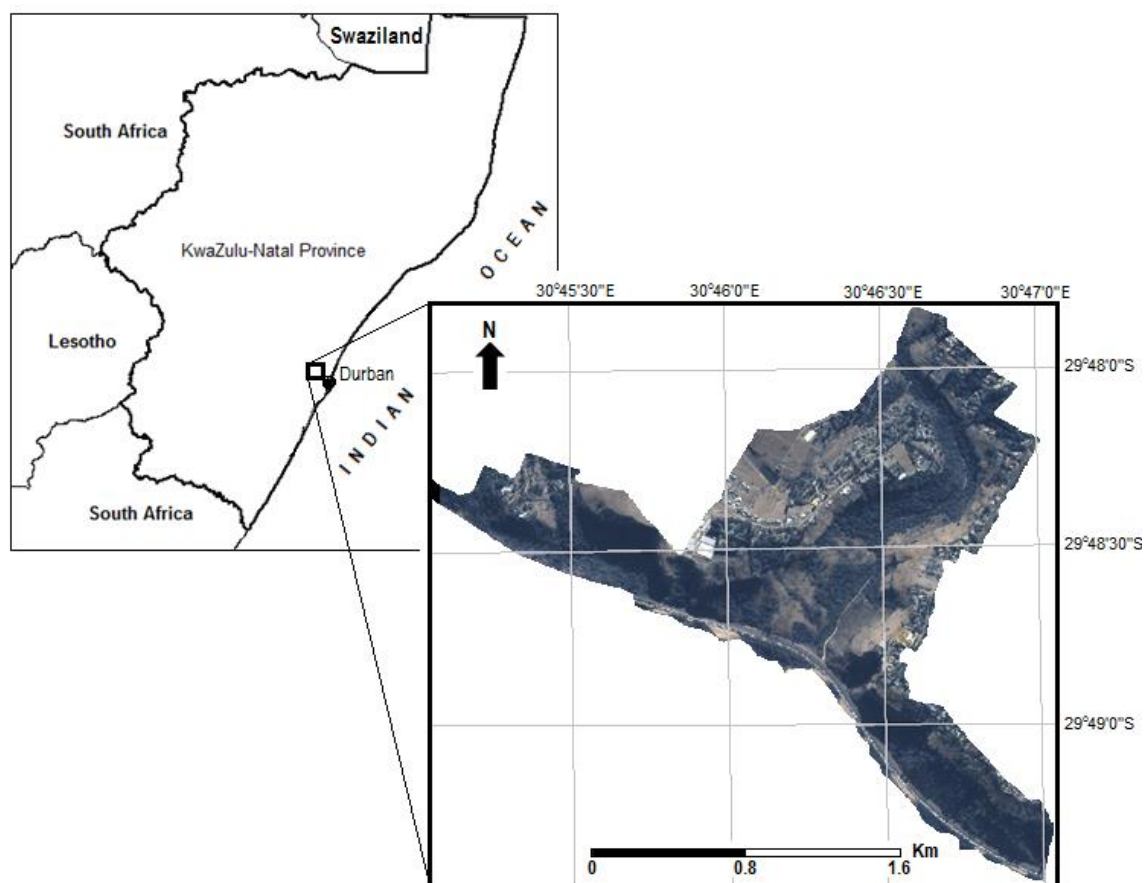 Swaziland
South Africa
KwaZulu-Natal Province
Lesotho
Durban
South Africa
INDIAN OCEAN
30°45'30"E 30°46'0"E 30°46'30"E 30°47'0"E
N
29°48'0"S
29°48'30"S
29°49'0"S
Km
0 0.8 1.6